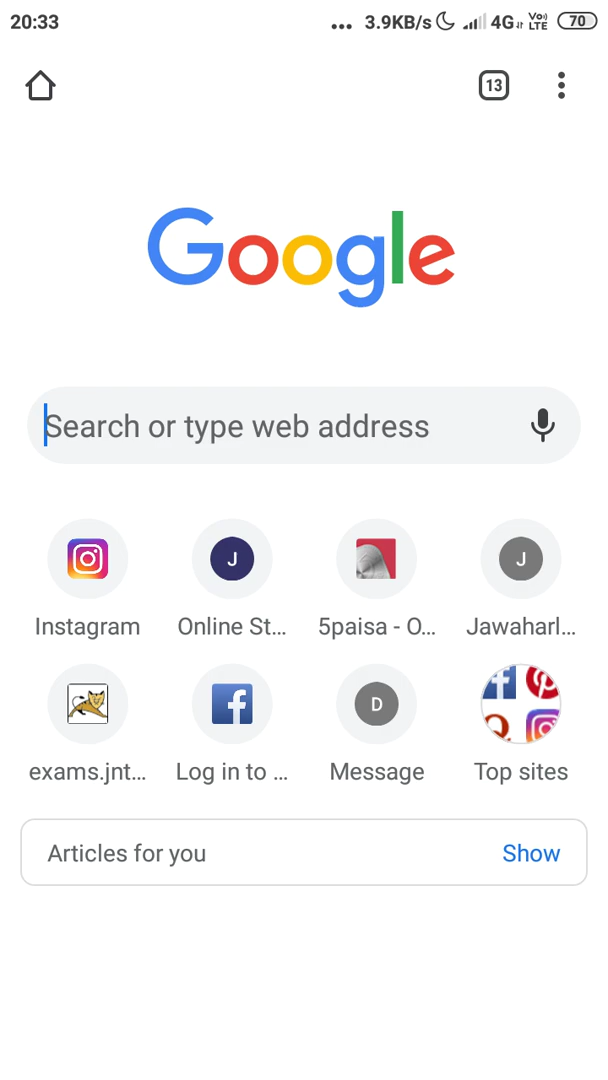 20:33 ... 3.9KB/s 4G Vo)) LTE 70
13
Google
Search or type web address
J J
Instagram Online St... 5paisa - O... Jawaharl...
D
exams.jnt... Log in to ... Message Top sites
Articles for you Show